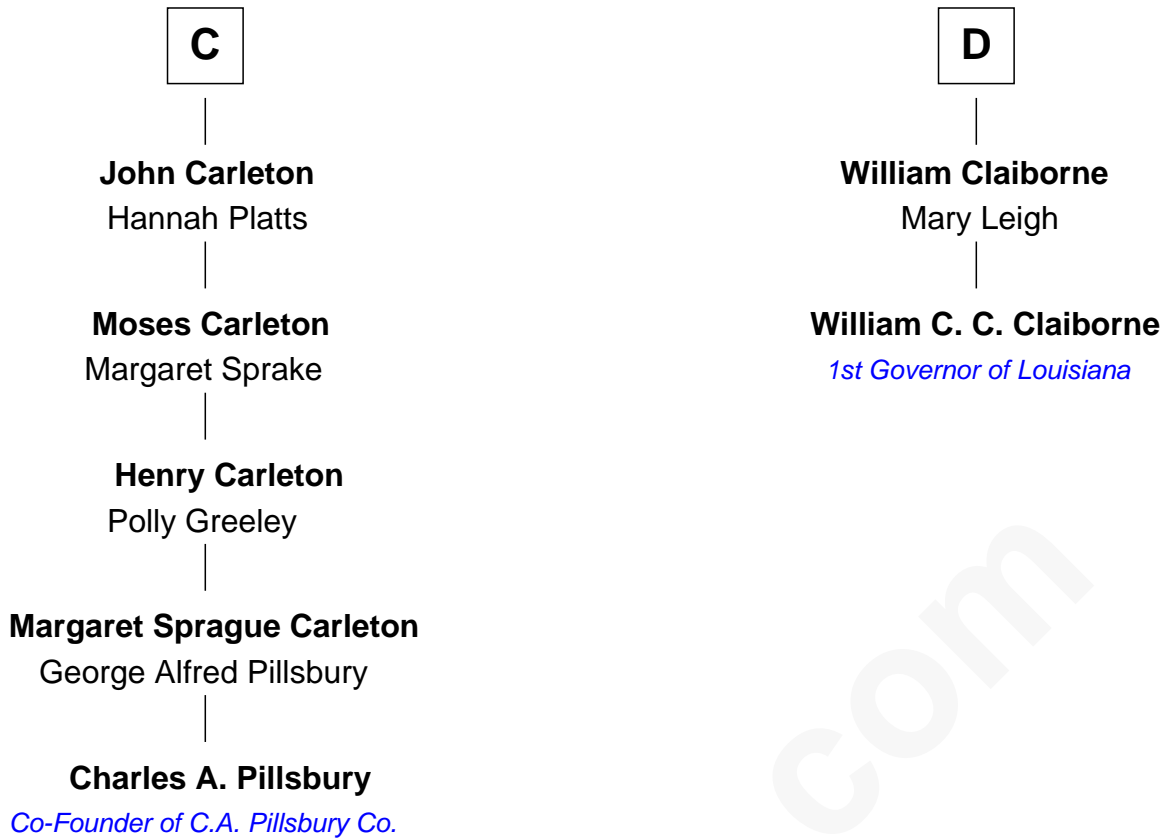 C
John Carleton
Hannah Platts
Moses Carleton
Margaret Sprake
Henry Carleton
Polly Greeley
Margaret Sprague Carleton
George Alfred Pillsbury
Charles A. Pillsbury
Co-Founder of C.A. Pillsbury Co.
D
William Claiborne
Mary Leigh
William C. C. Claiborne
1st Governor of Louisiana
com